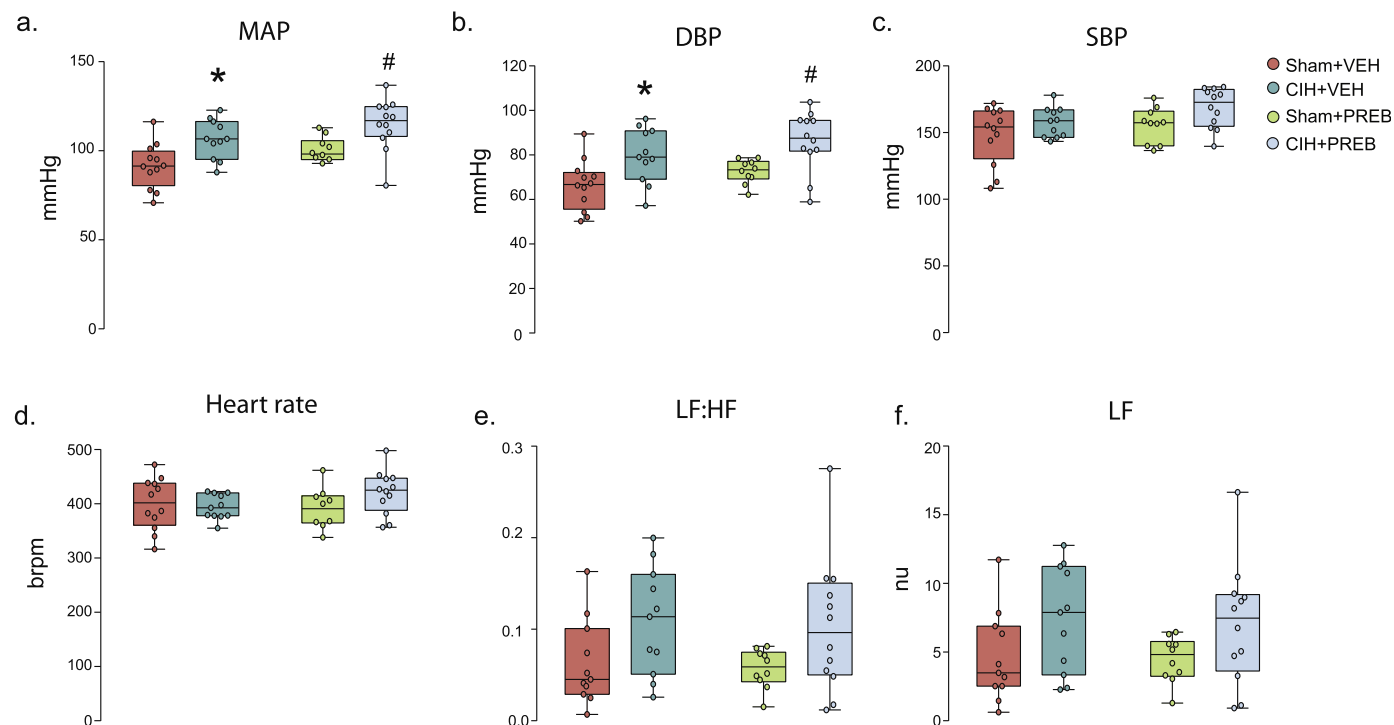 a.
MAP
*
#
150
100
50
0
mmHg
b.
DBP
*
#
120
100
80
60
40
20
0
mmHg
c.
SBP
200
150
100
50
0
mmHg
Sham+VEH
CIH+VEH
Sham+PREB
CIH+PREB
d.
Heart rate
500
400
300
200
100
0
brpm
e.
LF:HF
0.3
0.2
0.1
0.0
f.
LF
20
15
10
5
0
nu